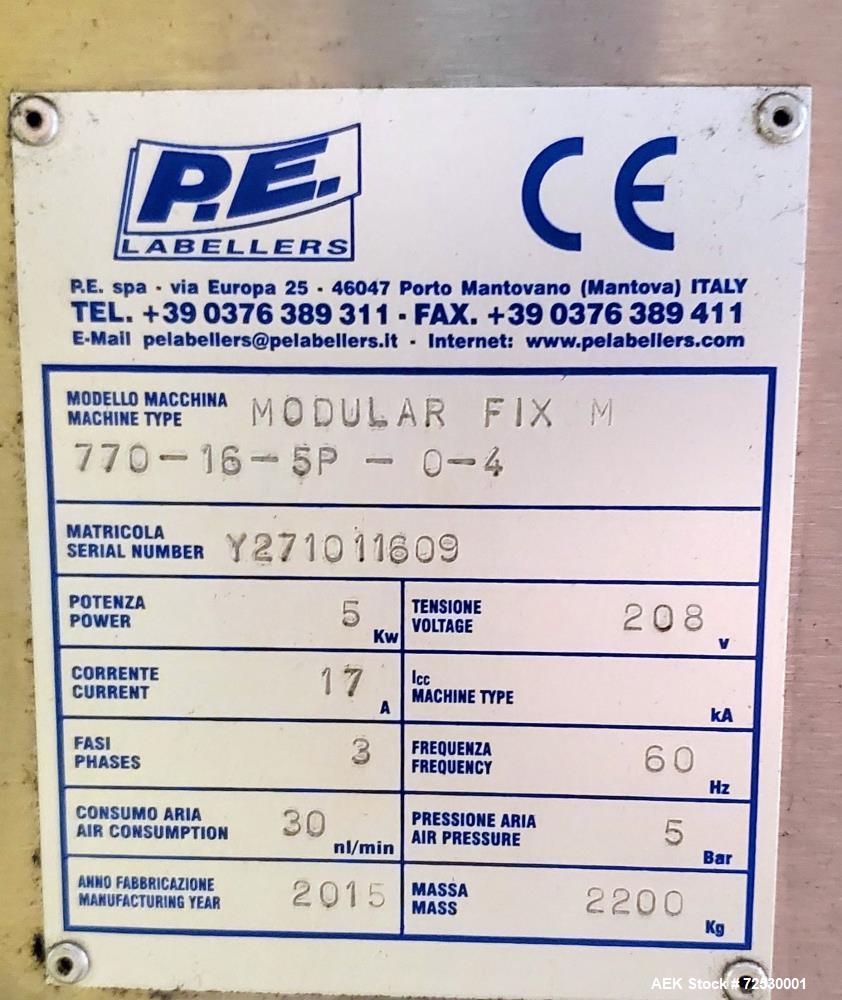 P.E.
LABELLERS
CE
P.E. spa - via Europa 25 - 46047 Porto Mantovano (Mantova) ITALY
TEL. +39 0376 389 311 - FAX. +39 0376 389 411
E-Mail pelabellers@pelabellers.it - Internet: www.pelabellers.com
MODELLO MACCHINA
MACHINE TYPE MODULAR FIX M
770-16-5P - 0-4
MATRICOLA
SERIAL NUMBER Y271011609
POTENZA
POWER 5 Kw
TENSIONE
VOLTAGE 208 V
CORRENTE
CURRENT 17 A
Icc
MACHINE TYPE kA
FASI
PHASES 3
FREQUENZA
FREQUENCY 60 Hz
CONSUMO ARIA
AIR CONSUMPTION 30 nl/min
PRESSIONE ARIA
AIR PRESSURE 5 Bar
ANNO FABBRICAZIONE
MANUFACTURING YEAR 2015
MASSA
MASS 2200 Kg
AEK Stock# 72530001